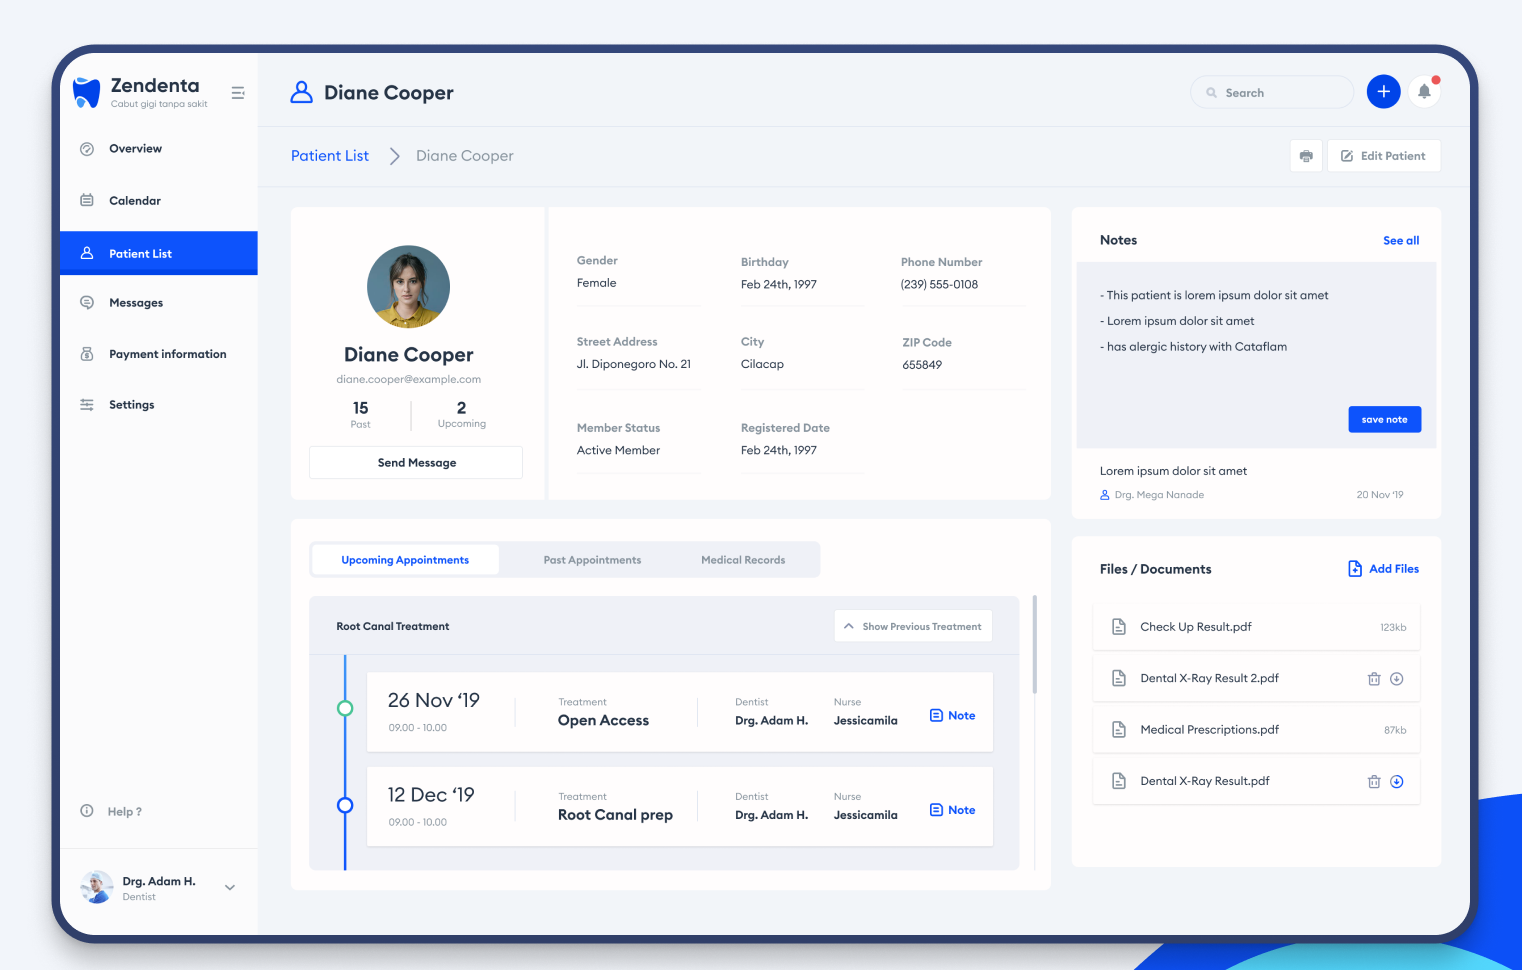 Zendenta
Cabut gigi tanpa sakit
Overview
Calendar
Patient List
Messages
Payment information
Settings
Help ?
Drg. Adam H.
Dentist
Diane Cooper
Search
Patient List
Diane Cooper
Edit Patient
Diane Cooper
diane.cooper@example.com
15
Past
2
Upcoming
Send Message
Gender
Female
Birthday
Feb 24th, 1997
Phone Number
(239) 555-0108
Street Address
Jl. Diponegoro No. 21
City
Cilacap
ZIP Code
655849
Member Status
Active Member
Registered Date
Feb 24th, 1997
Upcoming Appointments
Past Appointments
Medical Records
Root Canal Treatment
Show Previous Treatment
26 Nov ‘19
09.00 - 10.00
Treatment
Open Access
Dentist
Drg. Adam H.
Nurse
Jessicamila
Note
12 Dec ‘19
09.00 - 10.00
Treatment
Root Canal prep
Dentist
Drg. Adam H.
Nurse
Jessicamila
Note
Notes
See all
- This patient is lorem ipsum dolor sit amet
- Lorem ipsum dolor sit amet
- has alergic history with Cataflam
save note
Lorem ipsum dolor sit amet
Drg. Mega Nanade
20 Nov ‘19
Files / Documents
Add Files
Check Up Result.pdf
123kb
Dental X-Ray Result 2.pdf
Medical Prescriptions.pdf
87kb
Dental X-Ray Result.pdf